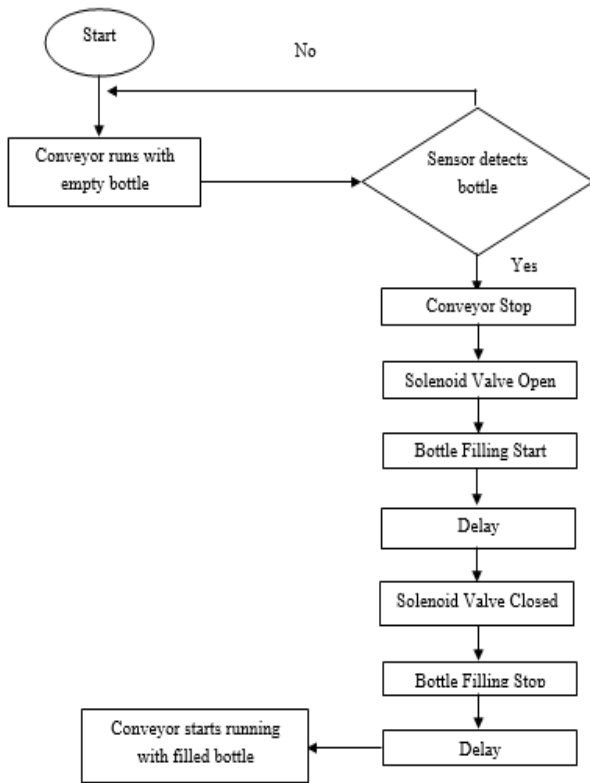 Start
No
Conveyor runs with
empty bottle
Sensor detects
bottle
Yes
Conveyor Stop
Solenoid Valve Open
Bottle Filling Start
Delay
Solenoid Valve Closed
Bottle Filling Stop
Conveyor starts running
with filled bottle
Delay